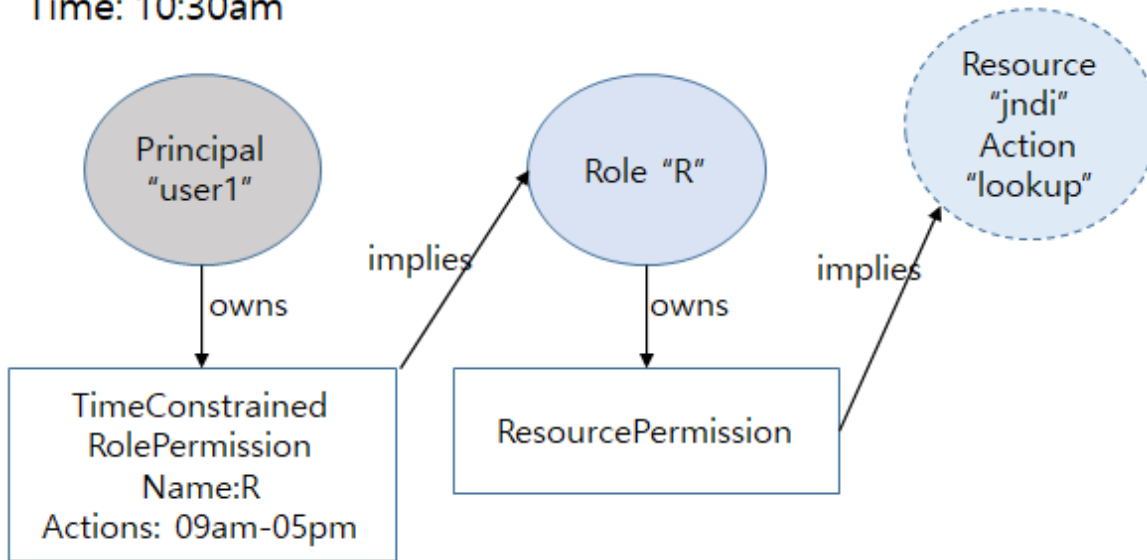 Time: 10:30am
Principal
“user1”
owns
TimeConstrained
RolePermission
Name:R
Actions: 09am-05pm
implies
Role “R”
owns
ResourcePermission
implies
Resource
“jndi”
Action
“lookup”